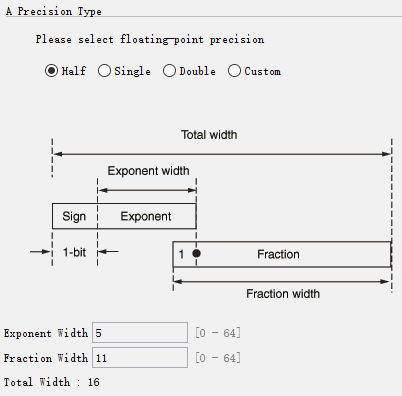 A Precision Type
Please select floating-point precision
Half Single Double Custom
Total width
Exponent width
Sign Exponent
1-bit
1 Fraction
Fraction width
Exponent Width 5 [0 - 64]
Fraction Width 11 [0 - 64]
Total Width : 16